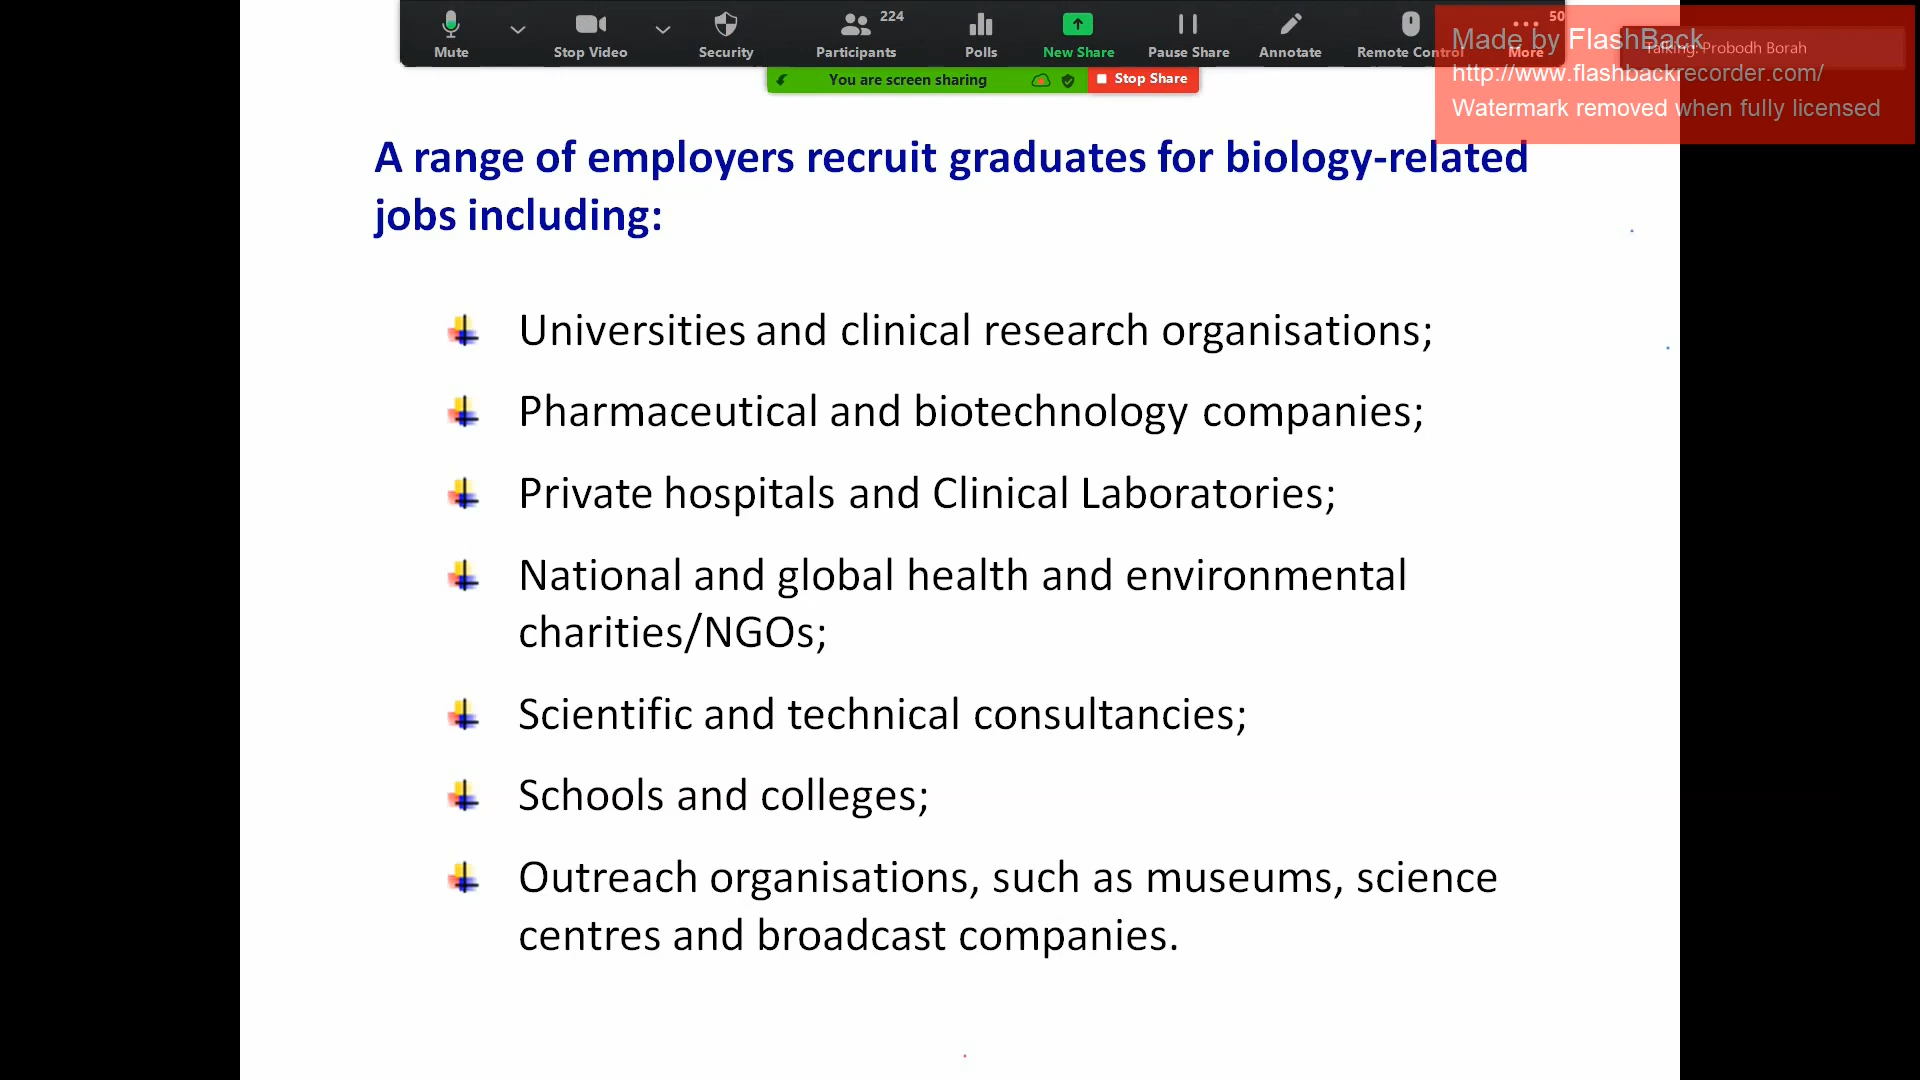 Mute
Stop Video
Security
Participants
224
Polls
New Share
Pause Share
Annotate
Remote Control
More
50
You are screen sharing
Stop Share
Talking: Probodh Borah
Made by FlashBack
http://www.flashbackrecorder.com/
Watermark removed when fully licensed
A range of employers recruit graduates for biology-related
jobs including:
Universities and clinical research organisations;
Pharmaceutical and biotechnology companies;
Private hospitals and Clinical Laboratories;
National and global health and environmental
charities/NGOs;
Scientific and technical consultancies;
Schools and colleges;
Outreach organisations, such as museums, science
centres and broadcast companies.